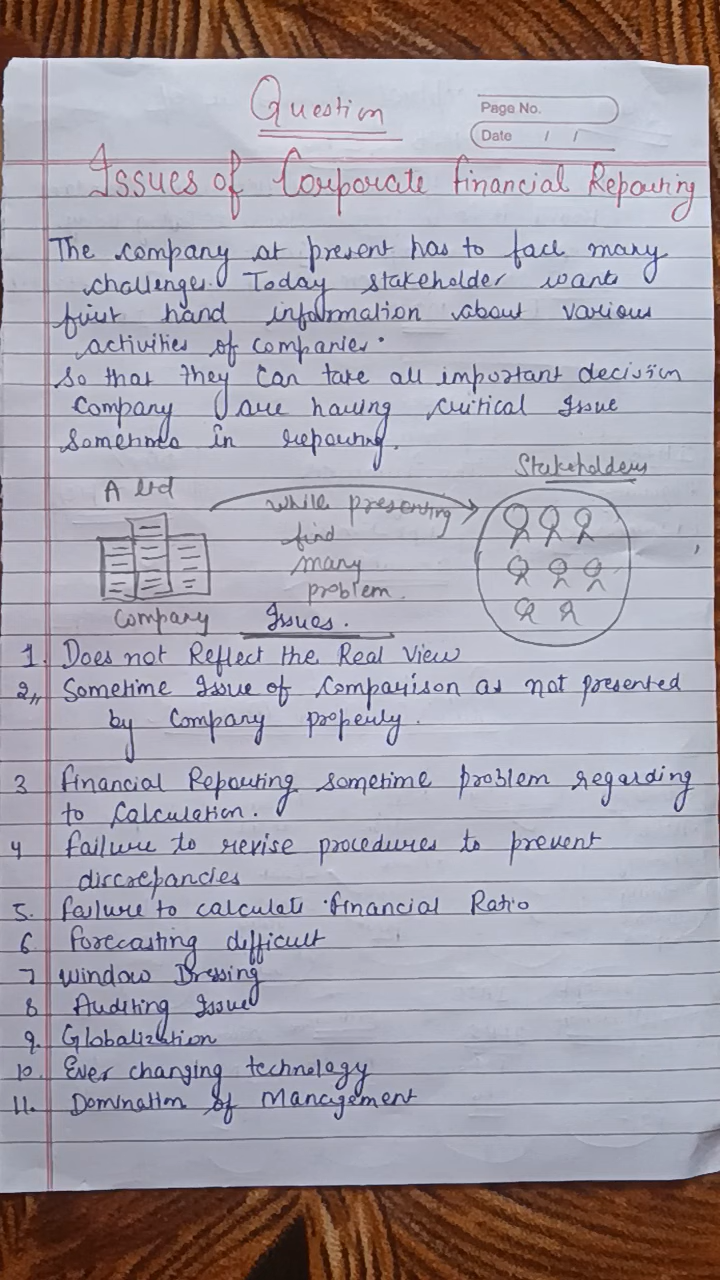 Question
Page No.
Date / /
Issues of Corporate Financial Reporting
The company at present has to face many
challenges. Today stakeholder wants
first hand information about various
activities of companies.
So that they can take all important decision
Company are having critical Issue
Sometimes in reporting.
Stakeholders
A ltd
while presenting
find
many
problem.
Company
Issues.
1. Does not Reflect the Real View
2,, Sometime Issue of Comparison as not presented
by Company properly.
3 Financial Reporting sometime problem regarding
to Calculation.
4 Failure to revise procedures to prevent
discrepancies
5. Failure to calculate financial Ratio
6 Forecasting difficult
7 Window Dressing
8 Auditing Issue
9. Globalization
10. Ever changing technology
11. Domination of Management